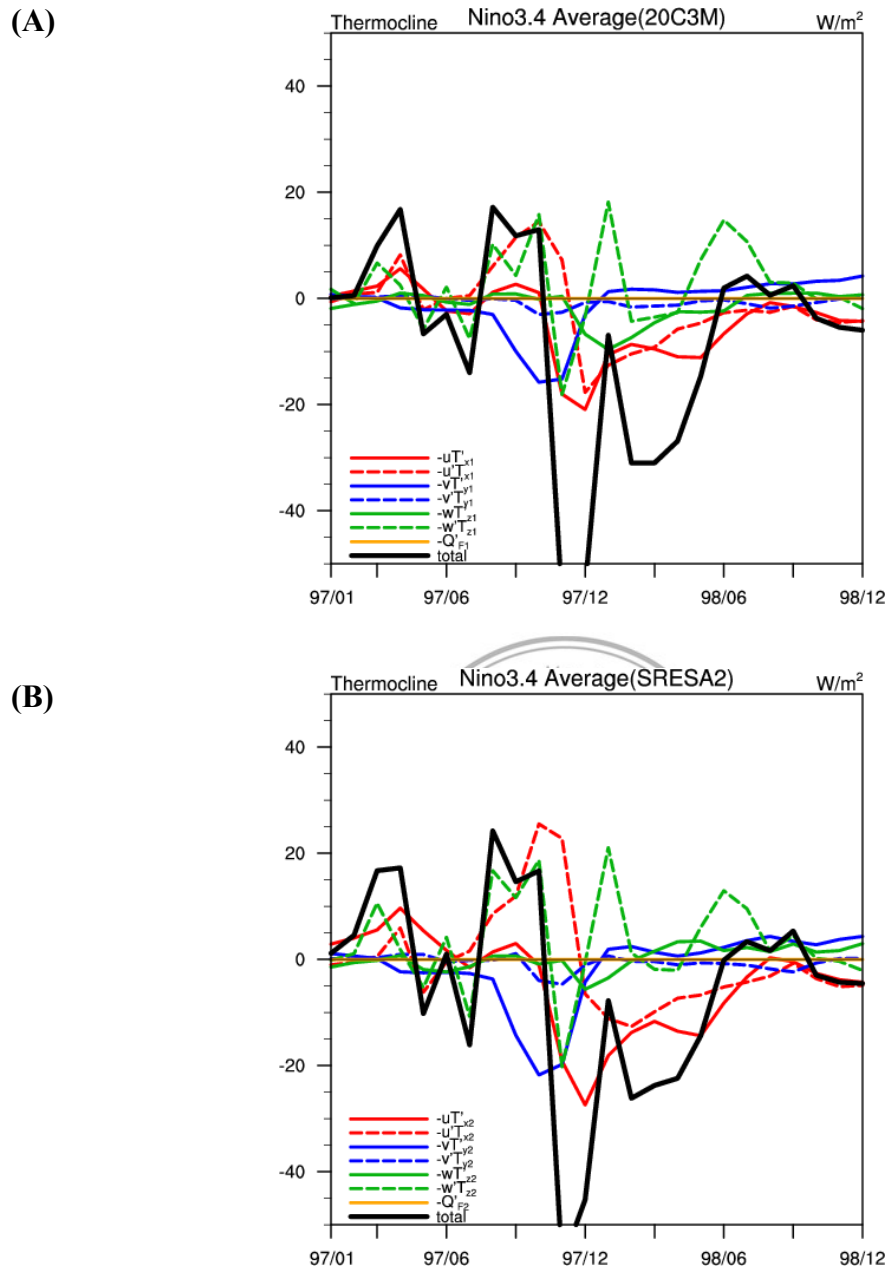 (A)
Thermocline Nino3.4 Average(20C3M) W/m²
40
20
0
-20
-40
-uT'x1
-u'Tx1
-vT'y1
-v'Ty1
-wT'z1
-w'Tz1
-Q'F1
total
97/01 97/06 97/12 98/06 98/12
(B)
Thermocline Nino3.4 Average(SRESA2) W/m²
40
20
0
-20
-40
-uT'x2
-u'Tx2
-vT'y2
-v'Ty2
-wT'z2
-w'Tz2
-Q'F2
total
97/01 97/06 97/12 98/06 98/12